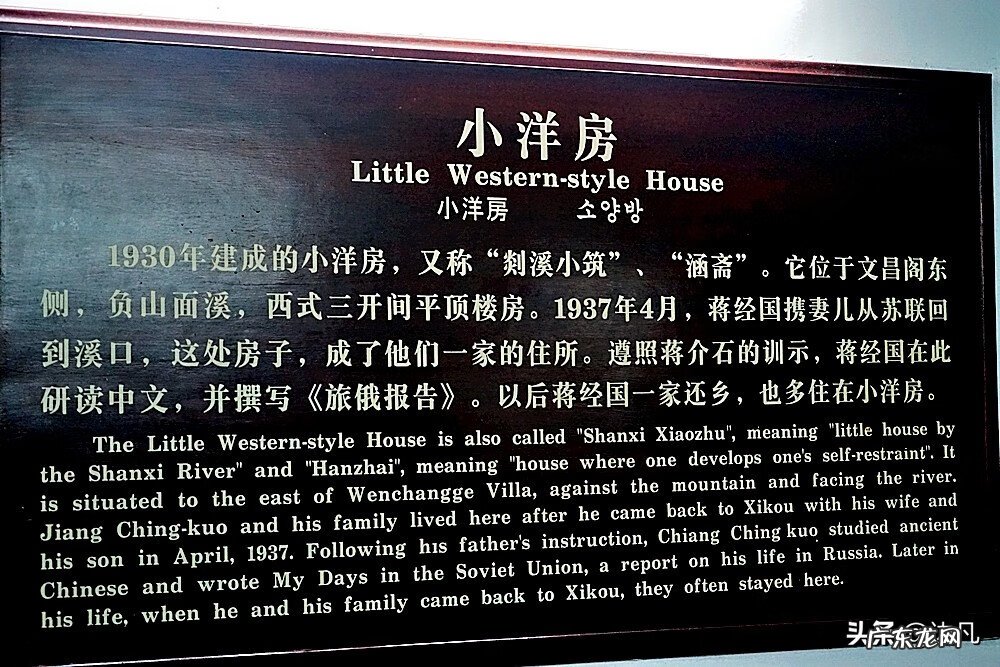 小洋房
Little Western-style House
小洋房 소양방
1930年建成的小洋房，又称“剡溪小筑”、“涵斋”。它位于文昌阁东
侧，负山面溪，西式三开间平顶楼房。1937年4月，蒋经国携妻儿从苏联回
到溪口，这处房子，成了他们一家的住所。遵照蒋介石的训示，蒋经国在此
研读中文，并撰写《旅俄报告》。以后蒋经国一家还乡，也多住在小洋房。
The Little Western-style House is also called "Shanxi Xiaozhu", meaning "little house by
the Shanxi River" and "Hanzhai", meaning "house where one develops one's self-restraint". It
is situated to the east of Wenchangge Villa, against the mountain and facing the river.
Jiang Ching-kuo and his family lived here after he came back to Xikou with his wife and
his son in April, 1937. Following his father's instruction, Chiang Ching kuo studied ancient
Chinese and wrote My Days in the Soviet Union, a report on his life in Russia. Later in
his life, when he and his family came back to Xikou, they often stayed here.
广东龙网